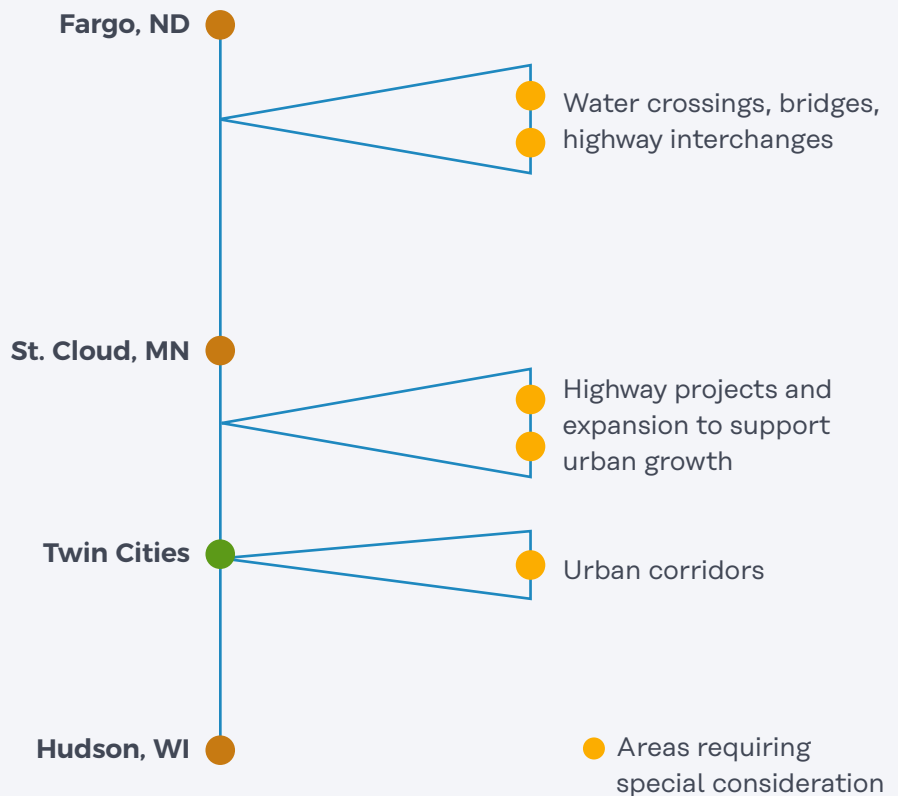 Fargo, ND
Water crossings, bridges,
highway interchanges
St. Cloud, MN
Highway projects and
expansion to support
urban growth
Twin Cities
Urban corridors
Hudson, WI
Areas requiring
special consideration